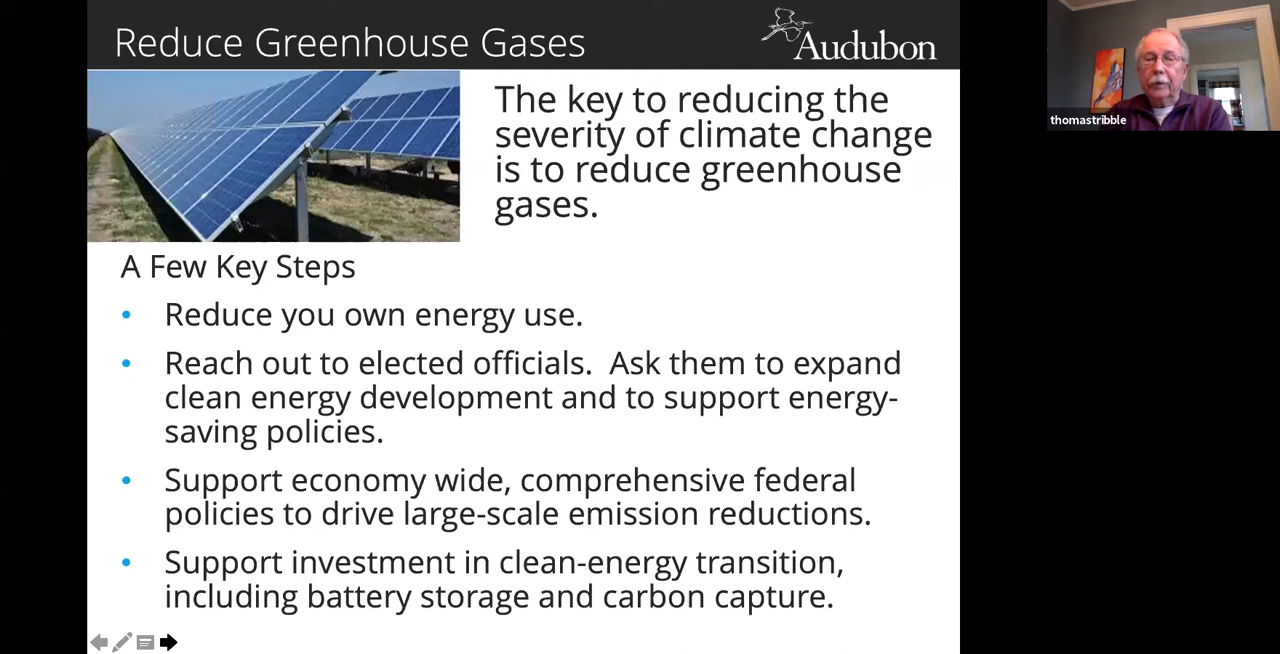 Reduce Greenhouse Gases
Audubon
thomastribble
The key to reducing the
severity of climate change
is to reduce greenhouse
gases.
A Few Key Steps
• Reduce you own energy use.
• Reach out to elected officials.  Ask them to expand
clean energy development and to support energy-
saving policies.
• Support economy wide, comprehensive federal
policies to drive large-scale emission reductions.
• Support investment in clean-energy transition,
including battery storage and carbon capture.